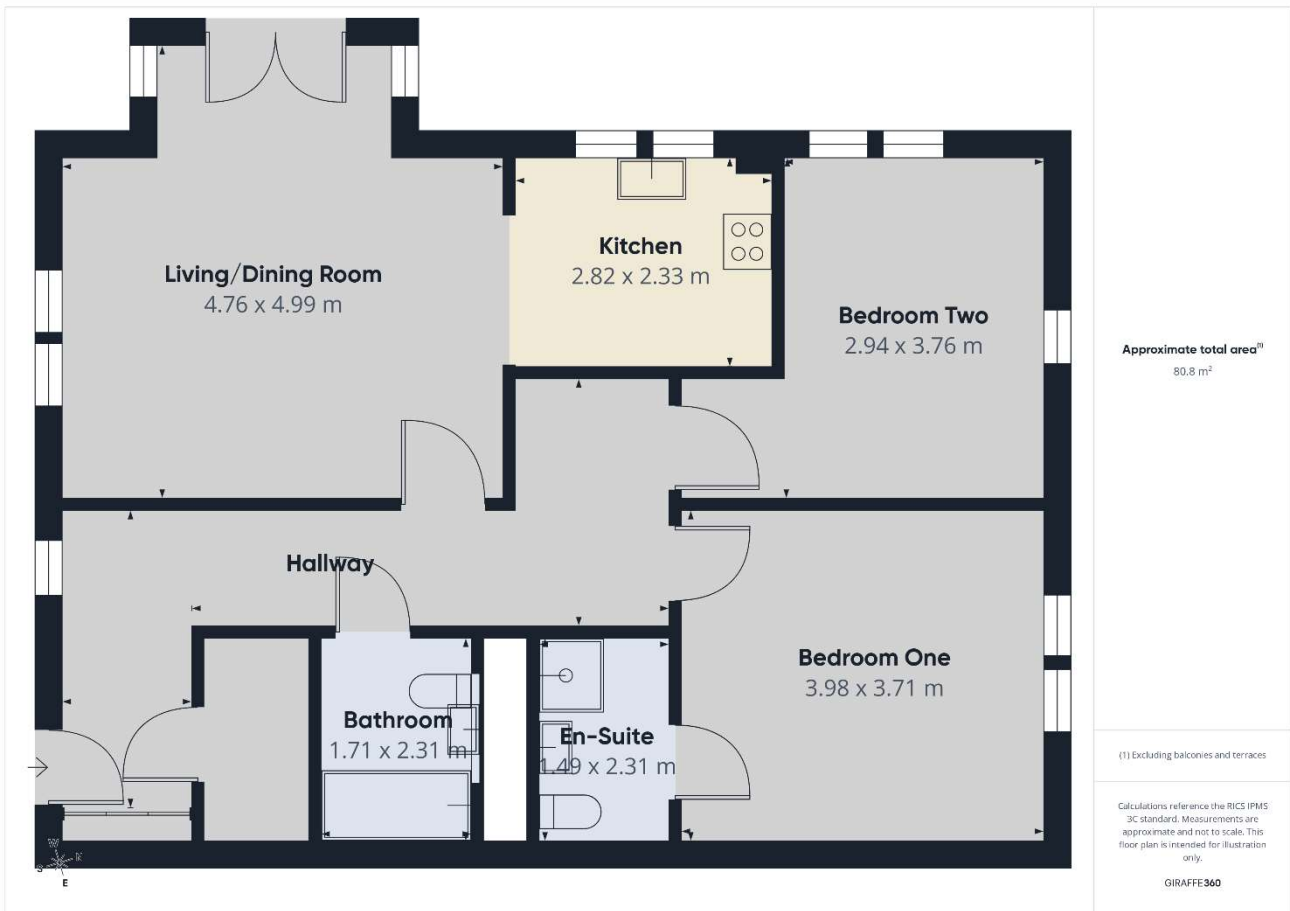 Living/Dining Room
4.76 x 4.99 m
Kitchen
2.82 x 2.33 m
Bedroom Two
2.94 x 3.76 m
Hallway
Bedroom One
3.98 x 3.71 m
Bathroom
1.71 x 2.31 m
En-Suite
1.49 x 2.31 m
W
S
E
Approximate total area(1)
80.8 m²
(1) Excluding balconies and terraces
Calculations reference the RICS IPMS
3C standard. Measurements are
approximate and not to scale. This
floor plan is intended for illustration
only.
GIRAFFE360